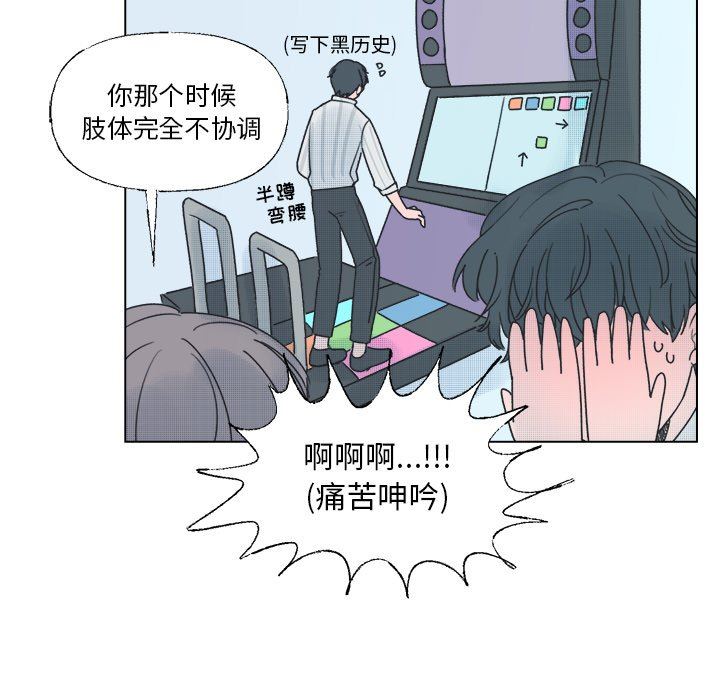 (写下黑历史)
你那个时候
肢体完全不协调
半蹲
弯腰
啊啊啊...!!!
(痛苦呻吟)